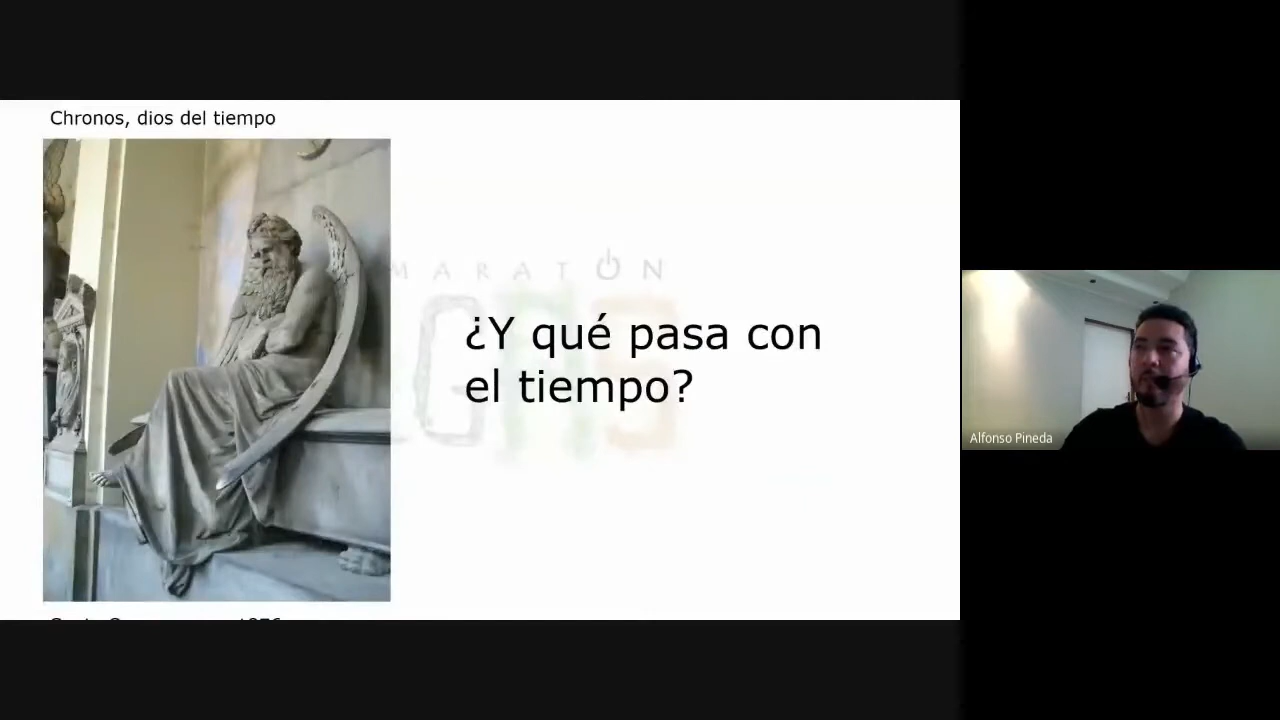 Chronos, dios del tiempo
MARATÓN
¿Y qué pasa con
el tiempo?
Alfonso Pineda